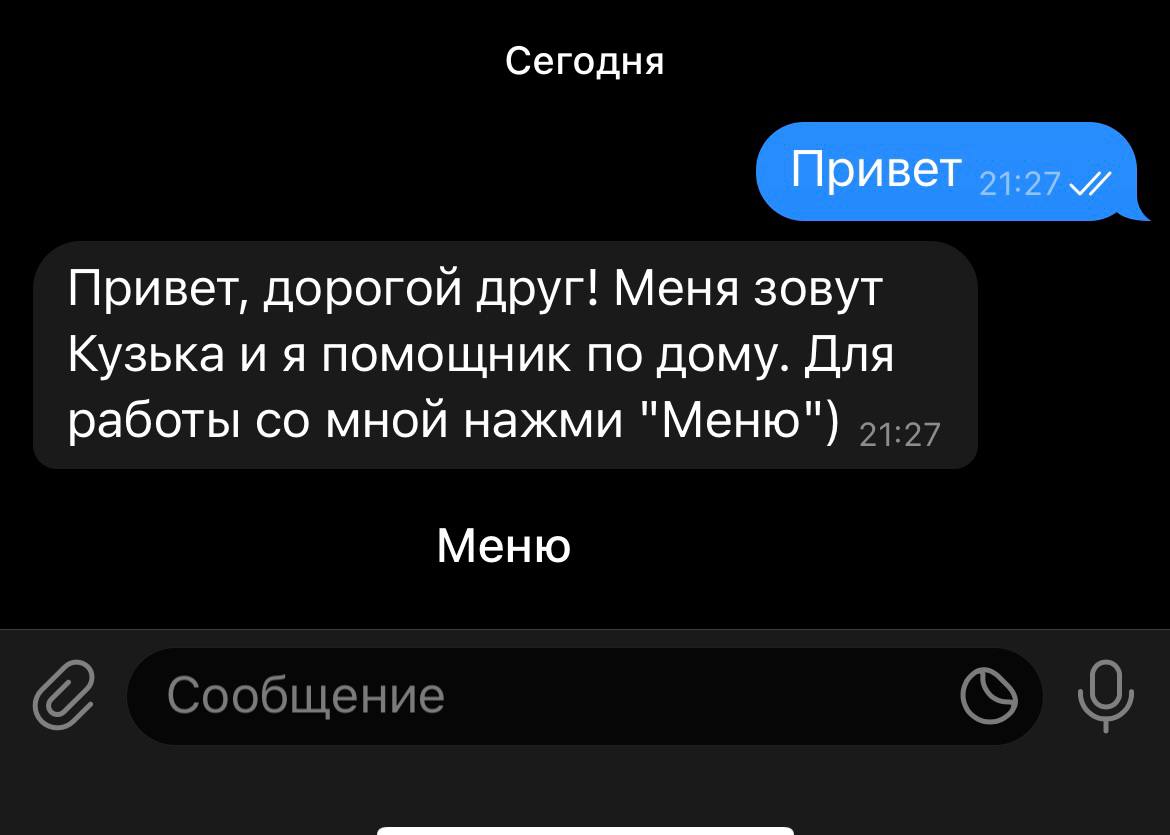 Сегодня
Привет 21:27
Привет, дорогой друг! Меня зовут
Кузька и я помощник по дому. Для
работы со мной нажми "Меню") 21:27
Меню
Сообщение